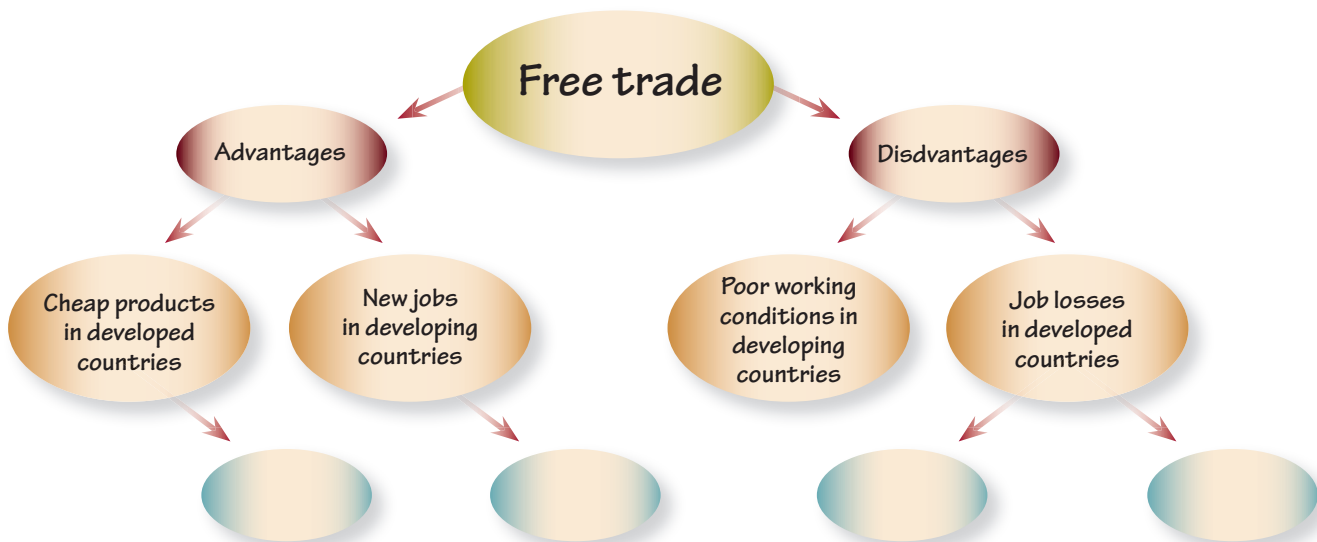 Free trade
Advantages
Disdvantages
Cheap products
in developed
countries
New jobs
in developing
countries
Poor working
conditions in
developing
countries
Job losses
in developed
countries